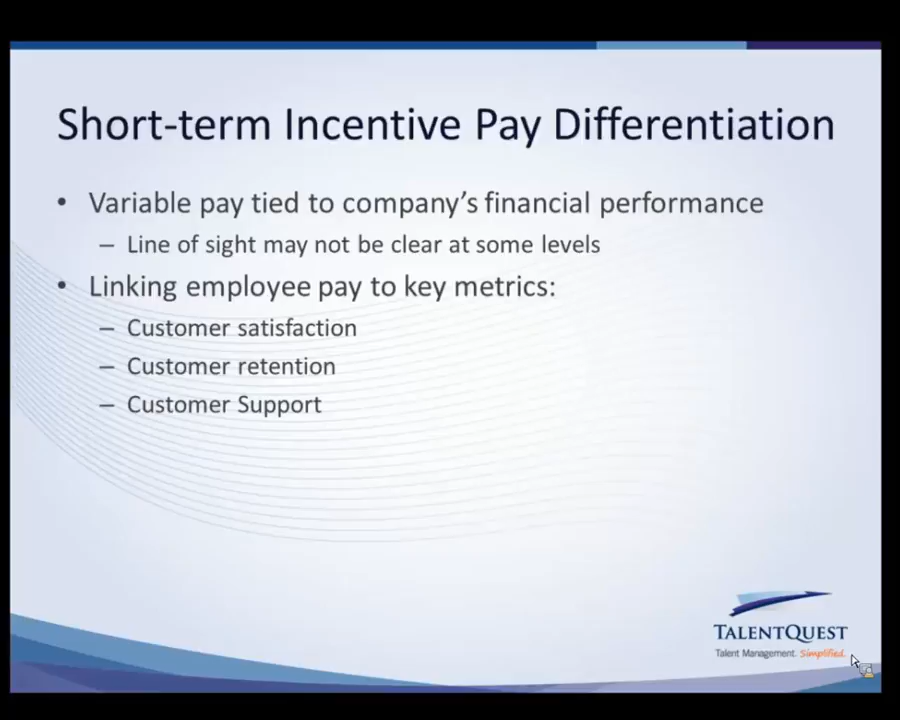 Short-term Incentive Pay Differentiation
• Variable pay tied to company's financial performance
– Line of sight may not be clear at some levels
• Linking employee pay to key metrics:
– Customer satisfaction
– Customer retention
– Customer Support
TALENTQUEST
Talent Management. Simplified.